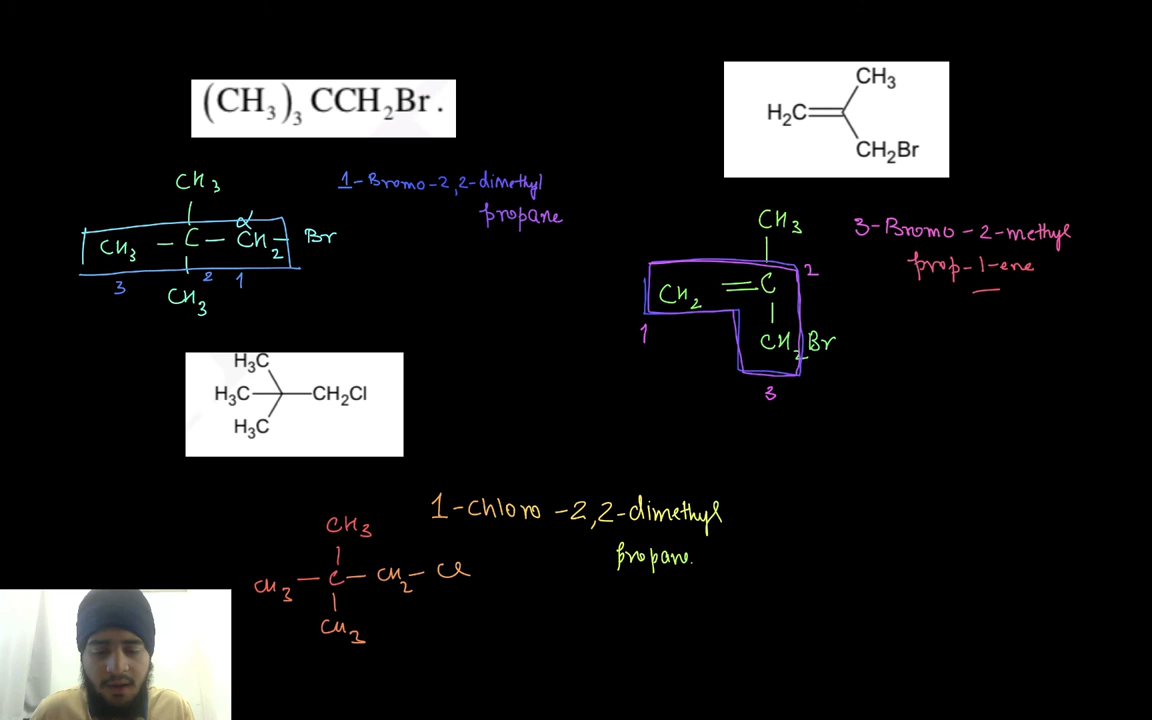 (CH₃)₃ CCH₂Br.
CH₃
CH₃ - C - CH₂ - Br
α
3 2 1
CH₃
1-Bromo-2,2-dimethyl
propane
CH₃
H₂C
CH₂Br
CH₃
CH₂ = C
CH₂Br
1
2
3
3-Bromo-2-methyl
prop-1-ene
H₃C
H₃C CH₂Cl
H₃C
CH₃
CH₃ - C - CH₂ - Cl
CH₃
1-chloro-2,2-dimethyl
propane.